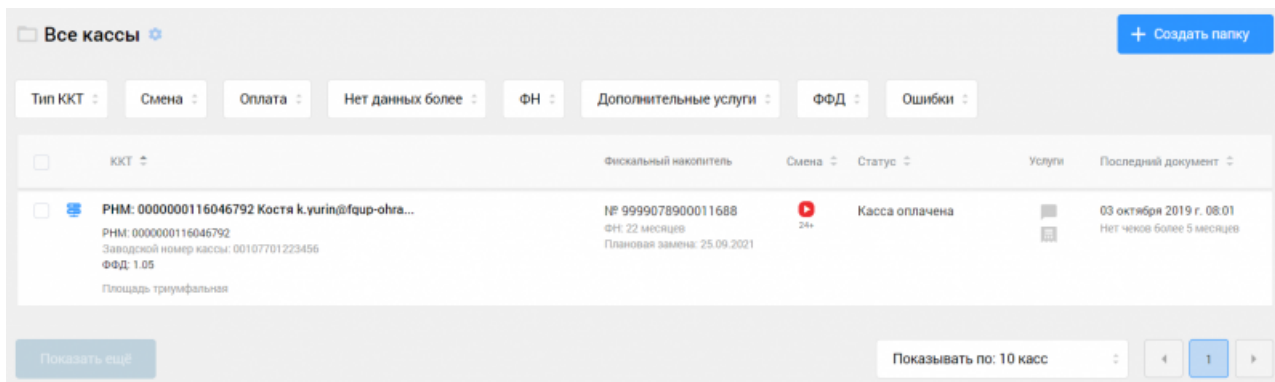 Все кассы
+ Создать папку
Тип ККТ Смена Оплата Нет данных более ФН Дополнительные услуги ФФД Ошибки
ККТ Фискальный накопитель Смена Статус Услуги Последний документ
РНМ: 0000000116046792 Костя k.yurin@fqup-ohra... № 9999078900011688 Касса оплачена 03 октября 2019 г. 08:01
РНМ: 0000000116046792 ФН: 22 месяцев 24+ Нет чеков более 5 месяцев
Заводской номер кассы: 00107701223456 Плановая замена: 25.09.2021
ФФД: 1.05
Площадь триумфальная
Показать ещё Показывать по: 10 касс 1